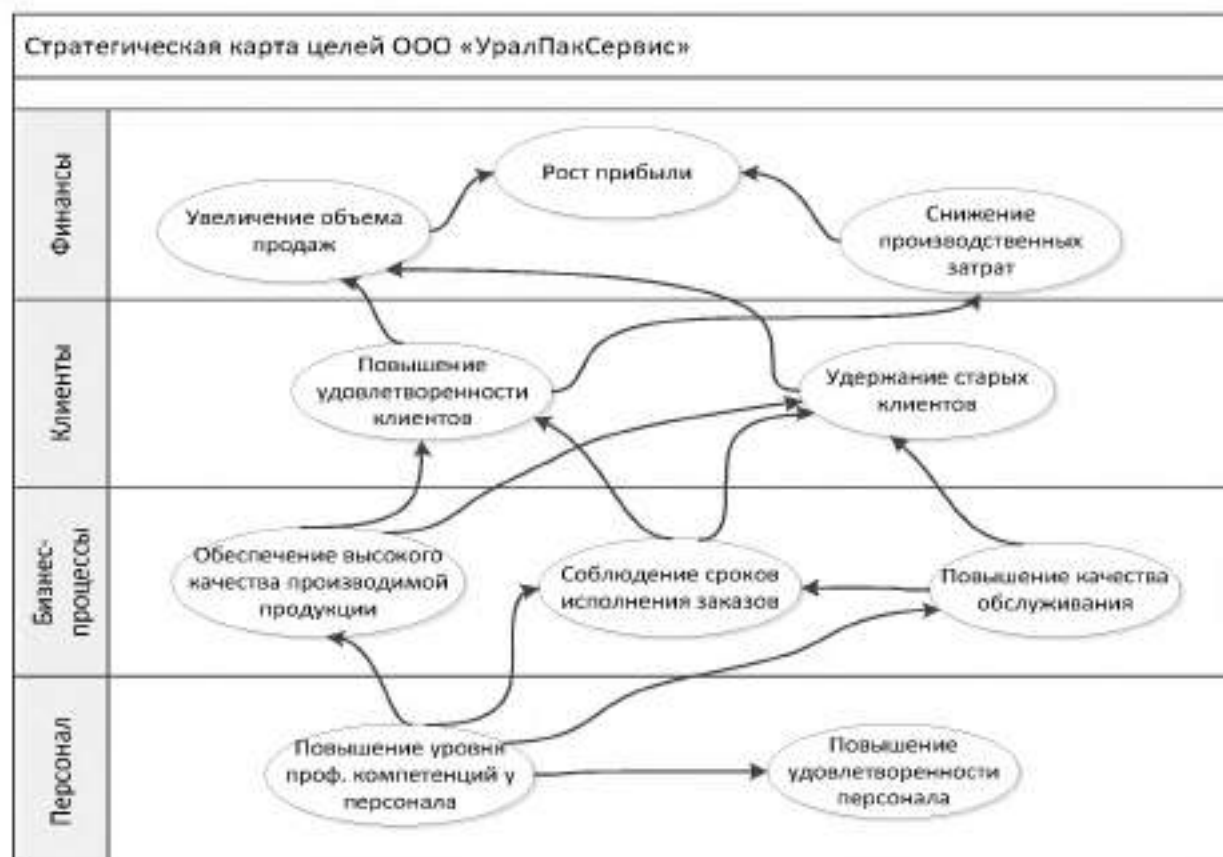 Стратегическая карта целей ООО «УралПакСервис»
Финансы
Рост прибыли
Увеличение объема
продаж
Снижение
производственных
затрат
Клиенты
Повышение
удовлетворенности
клиентов
Удержание старых
клиентов
Бизнес-
процессы
Обеспечение высокого
качества производимой
продукции
Соблюдение сроков
исполнения заказов
Повышение качества
обслуживания
Персонал
Повышение уровня
проф. компетенций у
персонала
Повышение
удовлетворенности
персонала